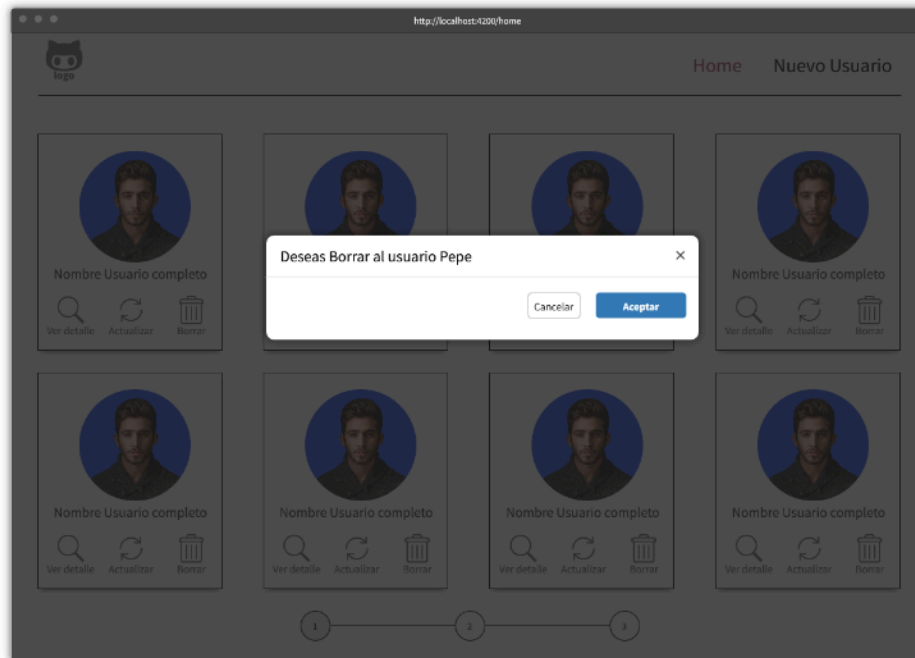 http://localhost:4200/home
logo
Home Nuevo Usuario
Nombre Usuario completo
Ver detalle Actualizar Borrar
Deseas Borrar al usuario Pepe ×
Cancelar Aceptar
Nombre Usuario completo
Ver detalle Actualizar Borrar
Nombre Usuario completo
Ver detalle Actualizar Borrar
Nombre Usuario completo
Ver detalle Actualizar Borrar
Nombre Usuario completo
Ver detalle Actualizar Borrar
Nombre Usuario completo
Ver detalle Actualizar Borrar
1 2 3